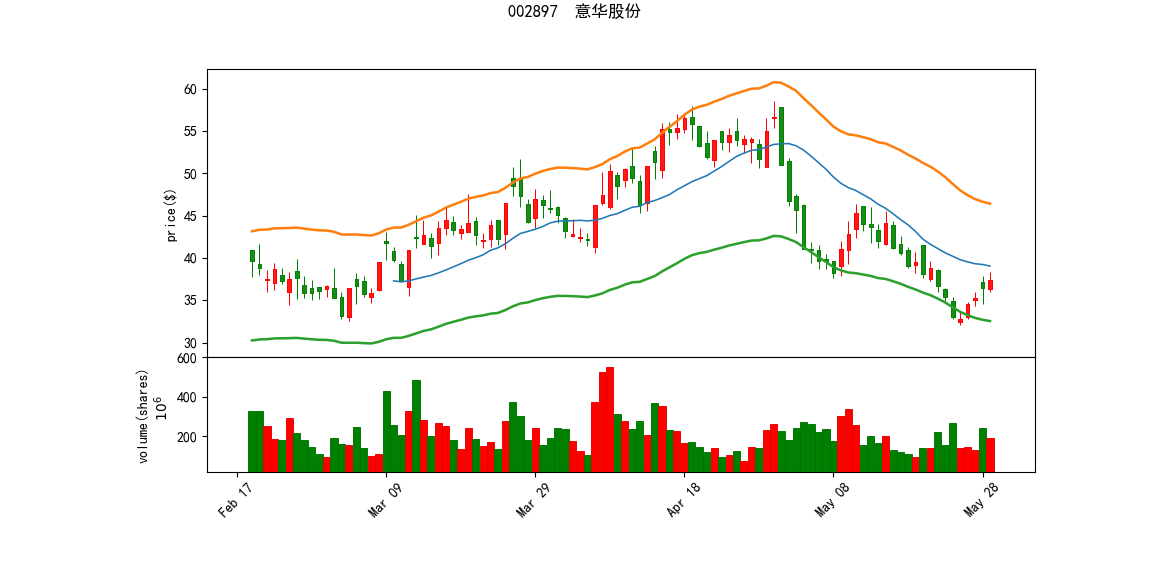 002897 意华股份
price($)
60
55
50
45
40
35
30
volume(shares)
10^6
600
400
200
Feb 17
Mar 09
Mar 29
Apr 18
May 08
May 28